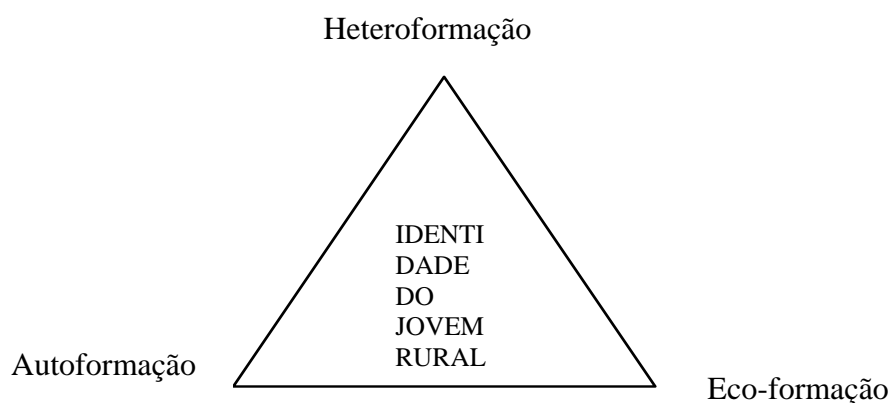 Heteroformação
IDENTI
DADE
DO
JOVEM
RURAL
Autoformação
Eco-formação